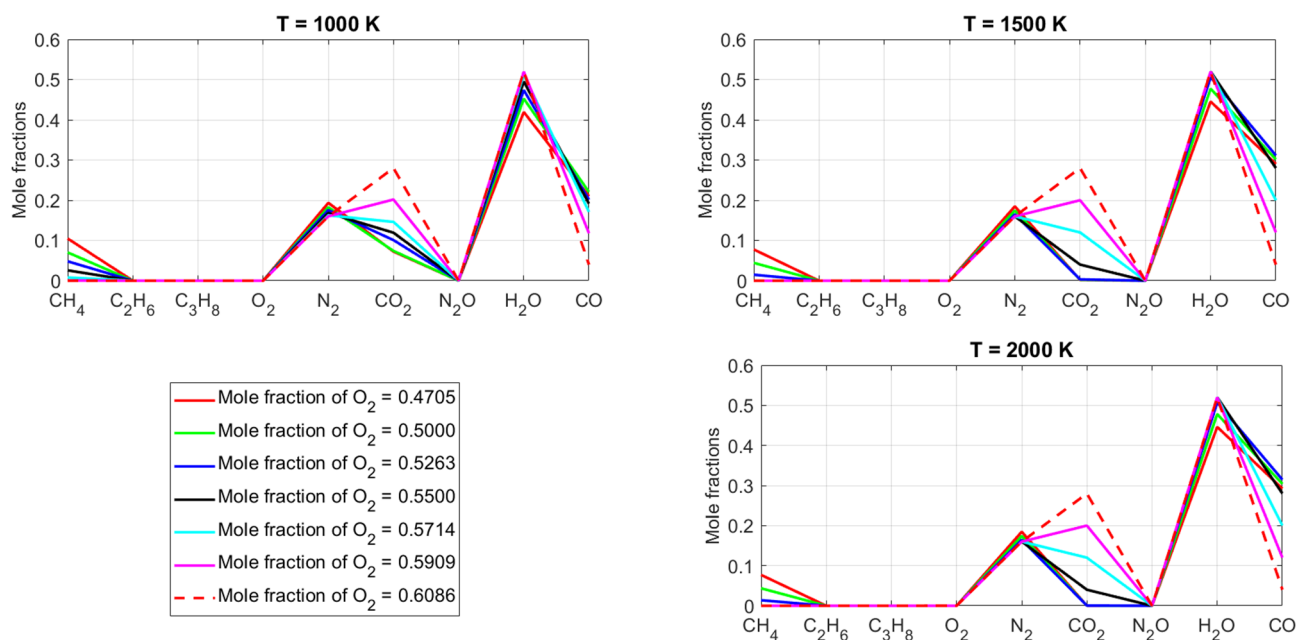 T = 1000 K
Mole fractions
0.6
0.5
0.4
0.3
0.2
0.1
0
CH₄ C₂H₆ C₃H₈ O₂ N₂ CO₂ N₂O H₂O CO
T = 1500 K
Mole fractions
0.6
0.5
0.4
0.3
0.2
0.1
0
CH₄ C₂H₆ C₃H₈ O₂ N₂ CO₂ N₂O H₂O CO
Mole fraction of O₂ = 0.4705
Mole fraction of O₂ = 0.5000
Mole fraction of O₂ = 0.5263
Mole fraction of O₂ = 0.5500
Mole fraction of O₂ = 0.5714
Mole fraction of O₂ = 0.5909
Mole fraction of O₂ = 0.6086
T = 2000 K
Mole fractions
0.6
0.5
0.4
0.3
0.2
0.1
0
CH₄ C₂H₆ C₃H₈ O₂ N₂ CO₂ N₂O H₂O CO